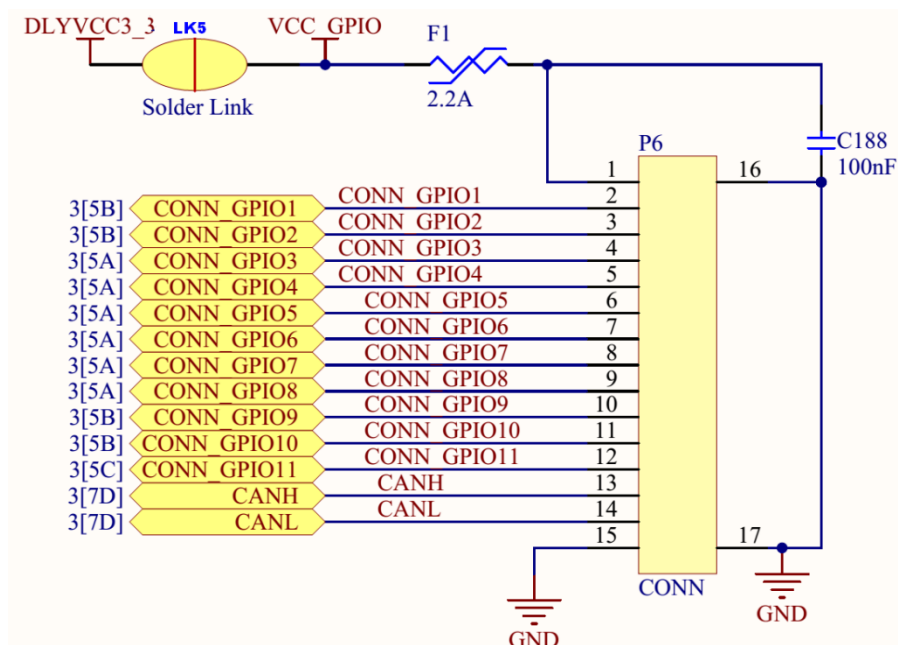 DLYVCC3_3 LK5 VCC_GPIO F1
Solder Link 2.2A
C188
100nF
P6
1 16
3[5B] CONN_GPIO1 CONN_GPIO1 2
3[5B] CONN_GPIO2 CONN_GPIO2 3
3[5A] CONN_GPIO3 CONN_GPIO3 4
3[5A] CONN_GPIO4 CONN_GPIO4 5
3[5A] CONN_GPIO5 CONN_GPIO5 6
3[5A] CONN_GPIO6 CONN_GPIO6 7
3[5A] CONN_GPIO7 CONN_GPIO7 8
3[5A] CONN_GPIO8 CONN_GPIO8 9
3[5B] CONN_GPIO9 CONN_GPIO9 10
3[5B] CONN_GPIO10 CONN_GPIO10 11
3[5C] CONN_GPIO11 CONN_GPIO11 12
3[7D] CANH CANH 13
3[7D] CANL CANL 14
15 17
CONN
GND
GND